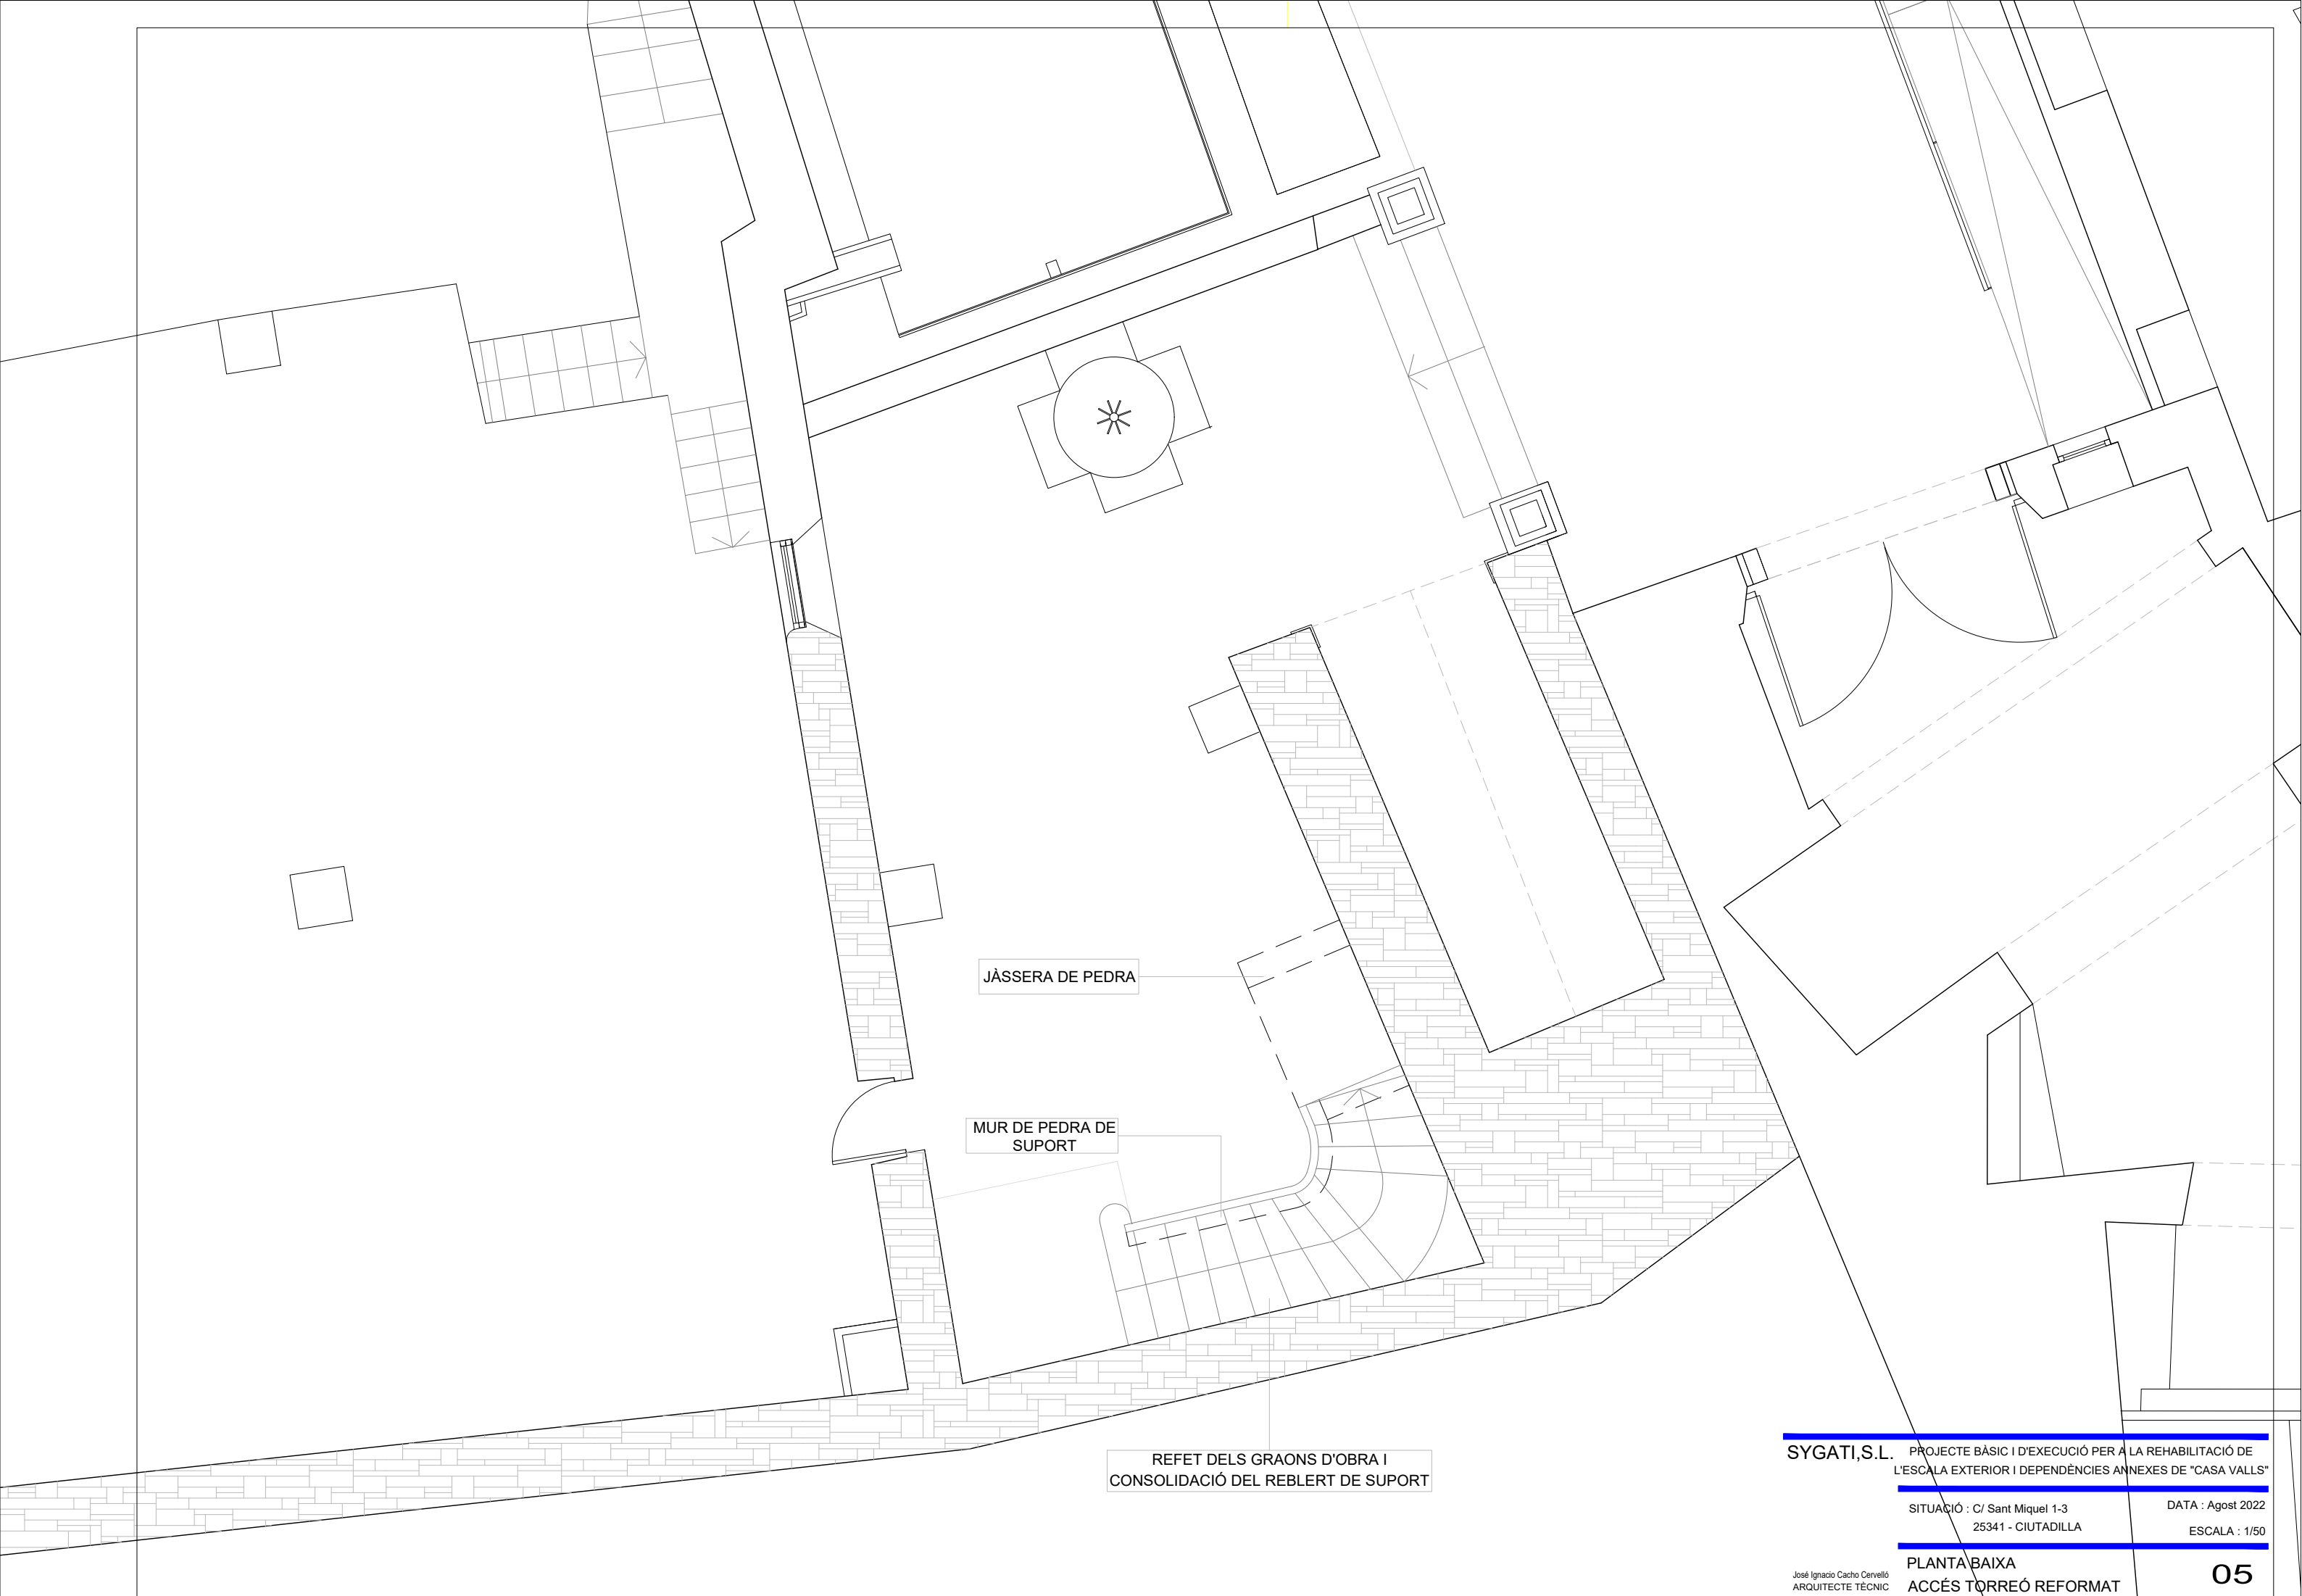 JÀSSERA DE PEDRA
MUR DE PEDRA DE
SUPORT
REFET DELS GRAONS D'OBRA I
CONSOLIDACIÓ DEL REBLERT DE SUPORT
SYGATI,S.L.
PROJECTE BÀSIC I D'EXECUCIÓ PER A LA REHABILITACIÓ DE
L'ESCALA EXTERIOR I DEPENDÈNCIES ANNEXES DE "CASA VALLS"
SITUACIÓ : C/ Sant Miquel 1-3
25341 - CIUTADILLA
DATA : Agost 2022
ESCALA : 1/50
José Ignacio Cacho Cervelló
ARQUITECTE TÈCNIC
PLANTA BAIXA
ACCÉS TORREÓ REFORMAT
05